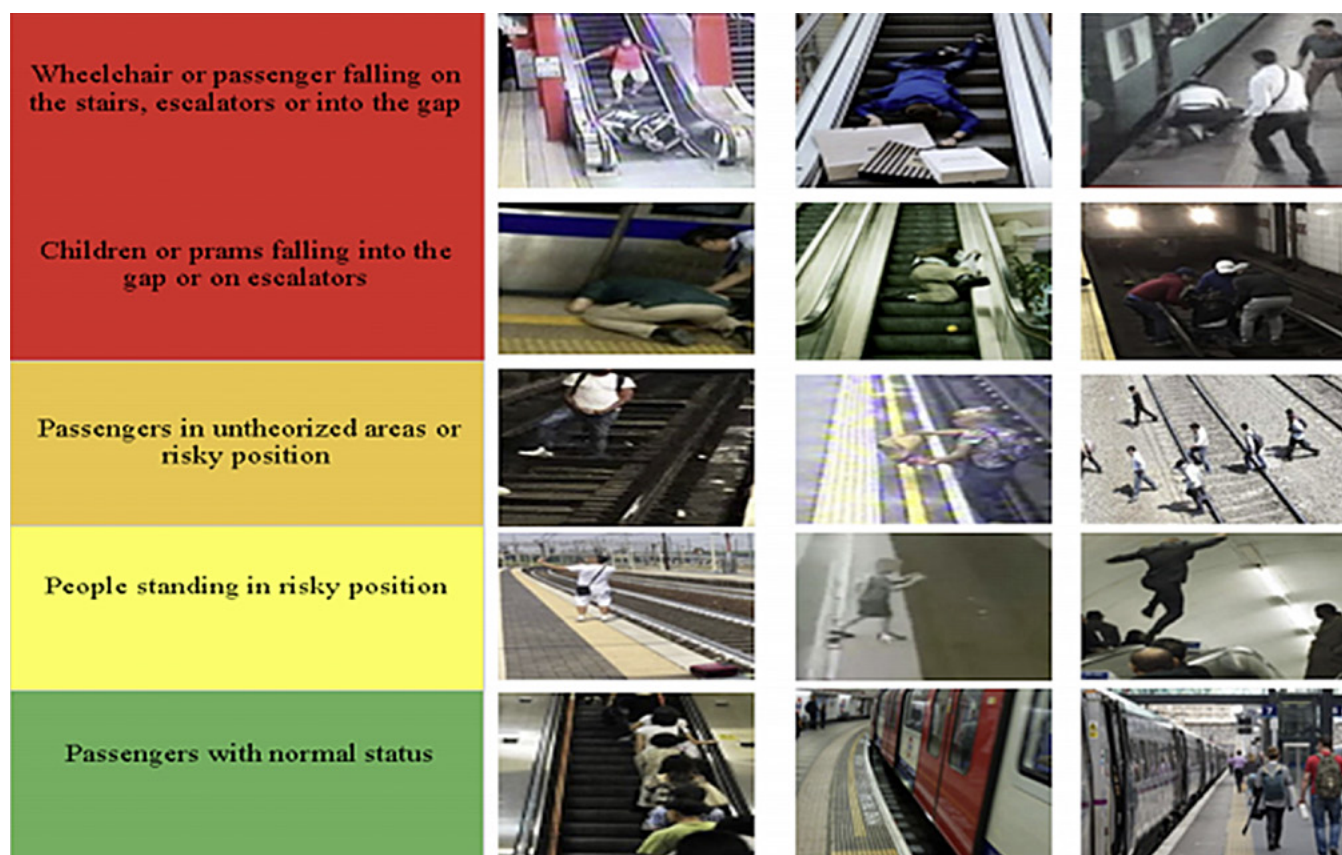 Wheelchair or passenger falling on
the stairs, escalators or into the gap
Children or prams falling into the
gap or on escalators
Passengers in untheorized areas or
risky position
People standing in risky position
Passengers with normal status